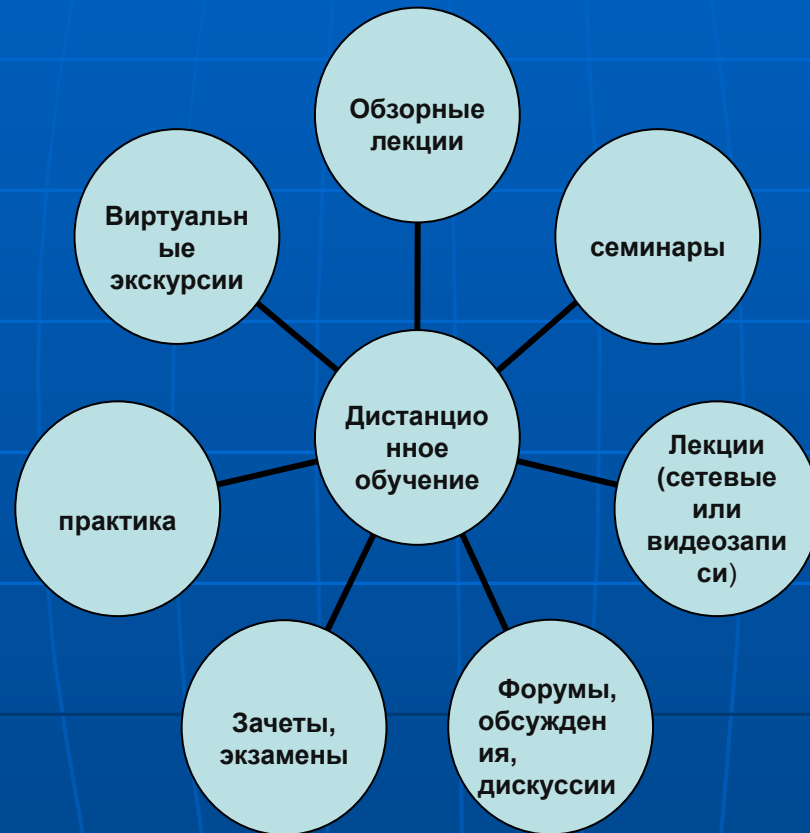 Обзорные
лекции
Виртуальн
ые
экскурсии
семинары
Дистанцио
нное
обучение
Лекции
(сетевые
или
видеозапи
си)
практика
Зачеты,
экзамены
Форумы,
обсужден
ия,
дискуссии